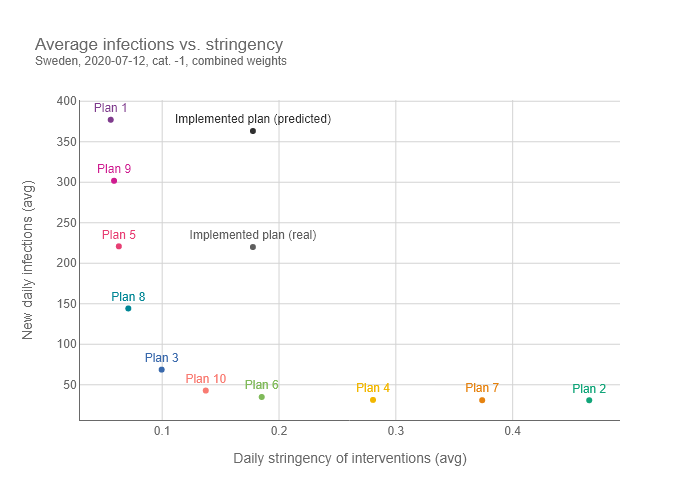 Average infections vs. stringency
Sweden, 2020-07-12, cat. -1, combined weights
400
Plan 1
Implemented plan (predicted)
350
Plan 9
300
250
Plan 5
Implemented plan (real)
200
Plan 8
150
100
Plan 3
Plan 10
Plan 6
Plan 4
Plan 7
Plan 2
50
0.1
0.2
0.3
0.4
New daily infections (avg)
Daily stringency of interventions (avg)